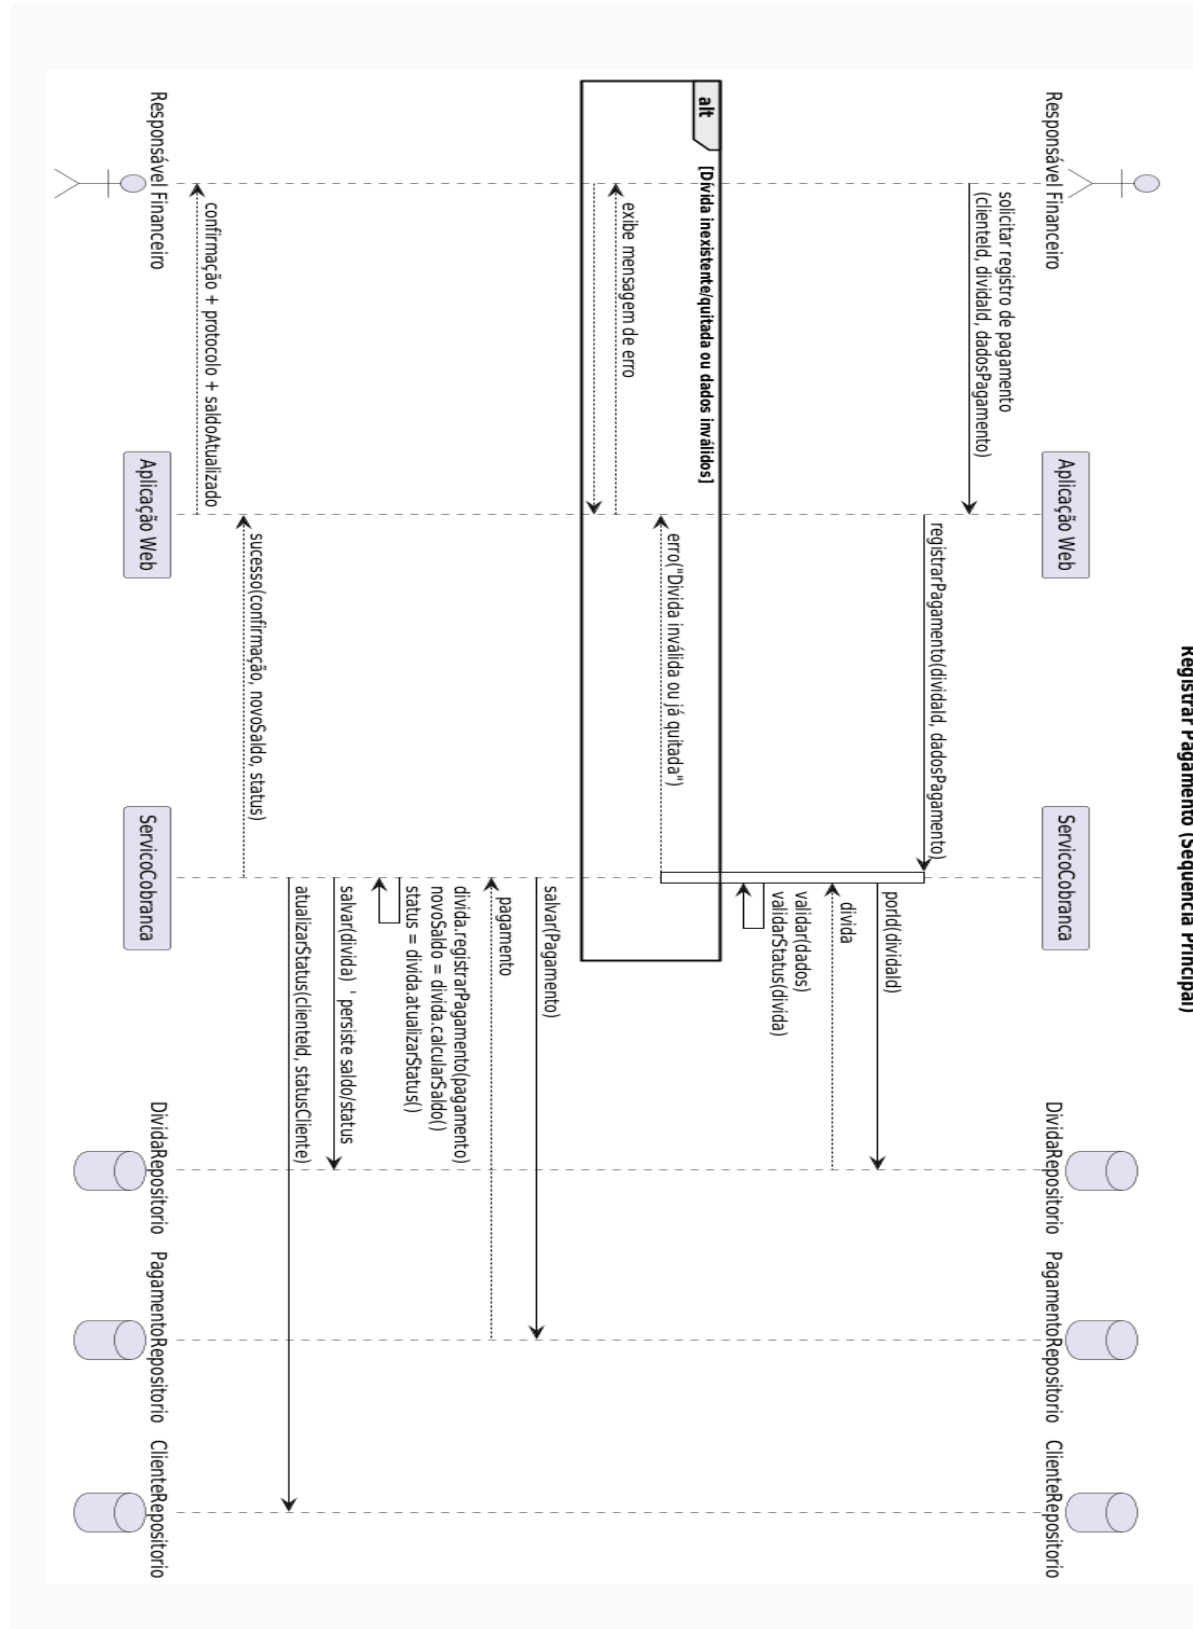 Registrar Pagamento (Sequência Principal)
Responsável Financeiro
Aplicação Web
ServicoCobranca
DividaRepositorio
PagamentoRepositorio
ClienteRepositorio
solicitar registro de pagamento
(clienteId, dividaId, dadosPagamento)
registrarPagamento(dividaId, dadosPagamento)
porId(dividaId)
divida
validar(dados)
validarStatus(divida)
alt
[Dívida inexistente/quitada ou dados inválidos]
erro("Divida inválida ou já quitada")
exibe mensagem de erro
salvar(Pagamento)
pagamento
divida.registrarPagamento(pagamento)
novoSaldo = divida.calcularSaldo()
status = divida.atualizarStatus()
salvar(divida) ' persiste saldo/status
atualizarStatus(clienteId, statusCliente)
sucesso(confirmação, novoSaldo, status)
confirmação + protocolo + saldoAtualizado
Responsável Financeiro
Aplicação Web
ServicoCobranca
DividaRepositorio
PagamentoRepositorio
ClienteRepositorio